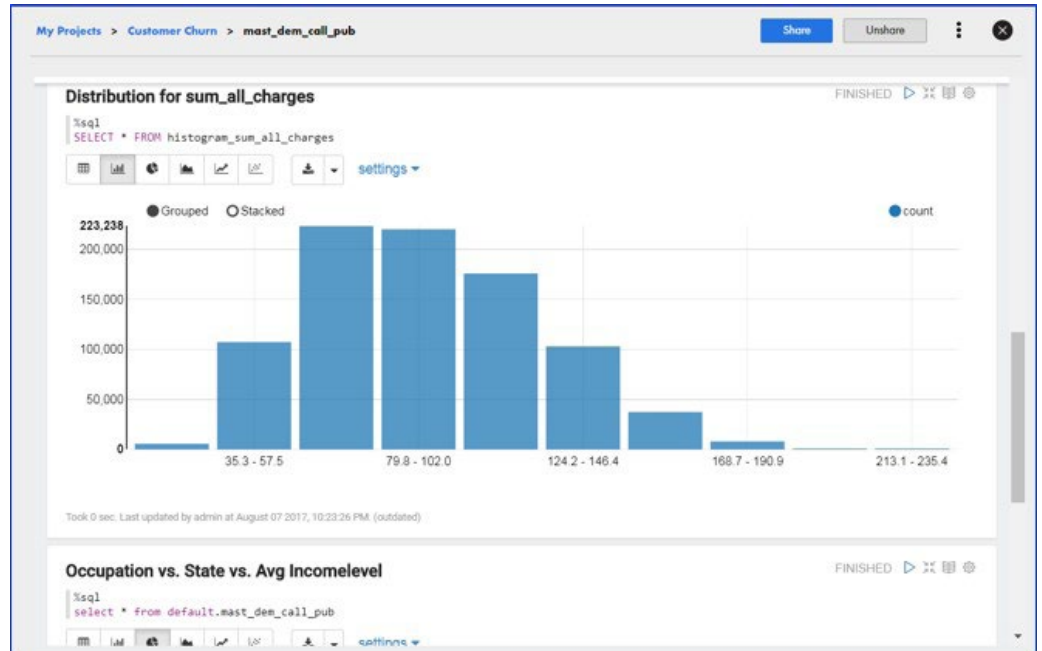 My Projects > Customer Churn > mast_dem_call_pub
Share
Unshare
Distribution for sum_all_charges
FINISHED
%sql
SELECT * FROM histogram_sum_all_charges
settings
Grouped
Stacked
count
223,238
200,000
150,000
100,000
50,000
0
35.3 - 57.5
79.8 - 102.0
124.2 - 146.4
168.7 - 190.9
213.1 - 235.4
Took 0 sec. Last updated by admin at August 07 2017, 10:23:26 PM. (outdated)
Occupation vs. State vs. Avg Incomelevel
FINISHED
%sql
select * from default.mast_dem_call_pub
settings